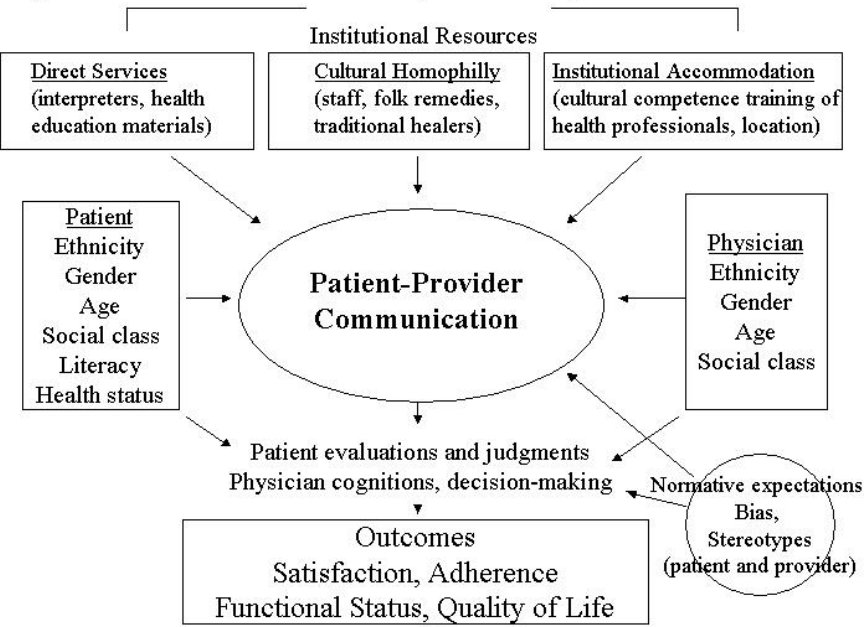 Institutional Resources
Direct Services
(interpreters, health
education materials)
Cultural Homophilly
(staff, folk remedies,
traditional healers)
Institutional Accommodation
(cultural competence training of
health professionals, location)
Patient
Ethnicity
Gender
Age
Social class
Literacy
Health status
Patient-Provider
Communication
Physician
Ethnicity
Gender
Age
Social class
Patient evaluations and judgments
Physician cognitions, decision-making
Normative expectations
Bias,
Stereotypes
(patient and provider)
Outcomes
Satisfaction, Adherence
Functional Status, Quality of Life